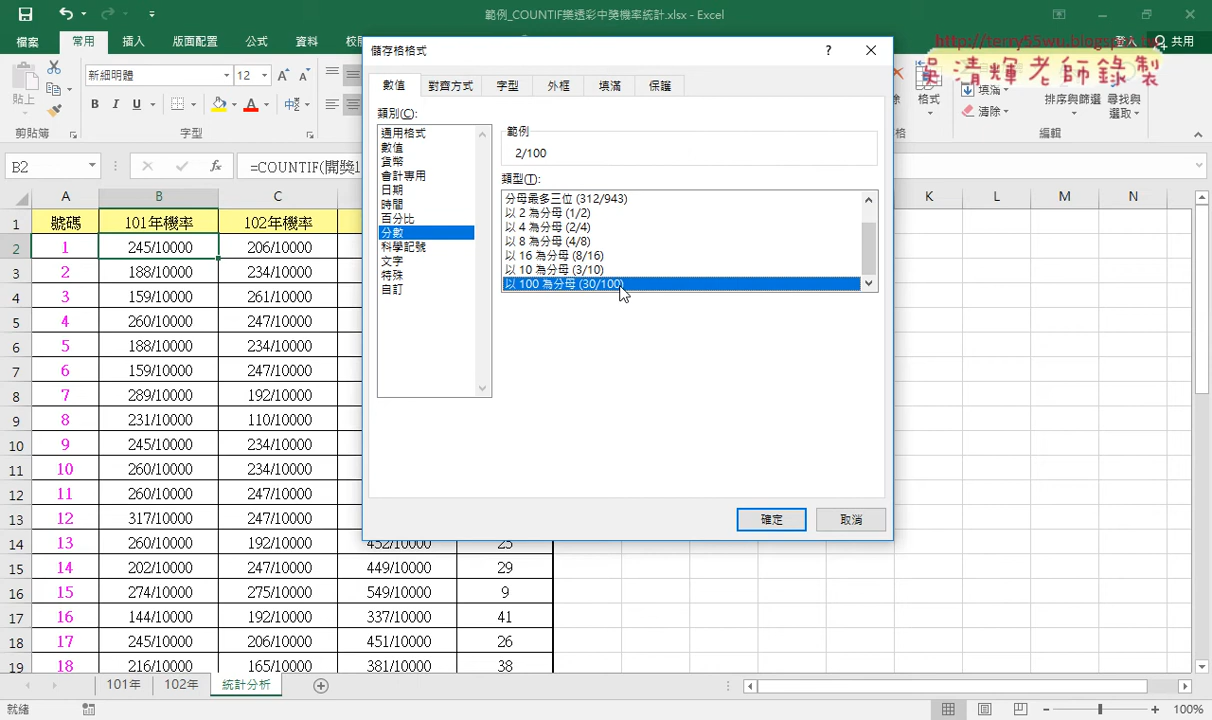 範例_COUNTIF樂透彩中獎機率統計.xlsx - Excel
http://terry55wu.blogspot.tw
吳清輝老師錄製
檔案 常用 插入 版面配置 公式 資料 登入 共用
新細明體 12
B I U
貼上
剪貼簿 字型
格式
填滿
清除
排序與篩選 尋找與
選取
編輯
B2 =COUNTIF(開獎1
A B C K L M N
1 號碼 101年機率 102年機率
2 1 245/10000 206/10000
3 2 188/10000 234/10000
4 3 159/10000 261/10000
5 4 260/10000 247/10000
6 5 188/10000 234/10000
7 6 159/10000 247/10000
8 7 289/10000 192/10000
9 8 231/10000 110/10000
10 9 245/10000 234/10000
11 10 260/10000 234/10000
12 11 260/10000 247/10000
13 12 317/10000 247/10000
14 13 260/10000 192/10000 452/10000 25
15 14 202/10000 247/10000 449/10000 29
16 15 274/10000 275/10000 549/10000 9
17 16 144/10000 192/10000 337/10000 41
18 17 245/10000 206/10000 451/10000 26
19 18 216/10000 165/10000 381/10000 38
儲存格格式 ?
數值 對齊方式 字型 外框 填滿 保護
類別(C):
通用格式
數值
貨幣
會計專用
日期
時間
百分比
分數
科學記號
文字
特殊
自訂
範例
2/100
類型(T):
分母最多三位 (312/943)
以 2 為分母 (1/2)
以 4 為分母 (2/4)
以 8 為分母 (4/8)
以 16 為分母 (8/16)
以 10 為分母 (3/10)
以 100 為分母 (30/100)
確定 取消
101年 102年 統計分析
就緒 100%